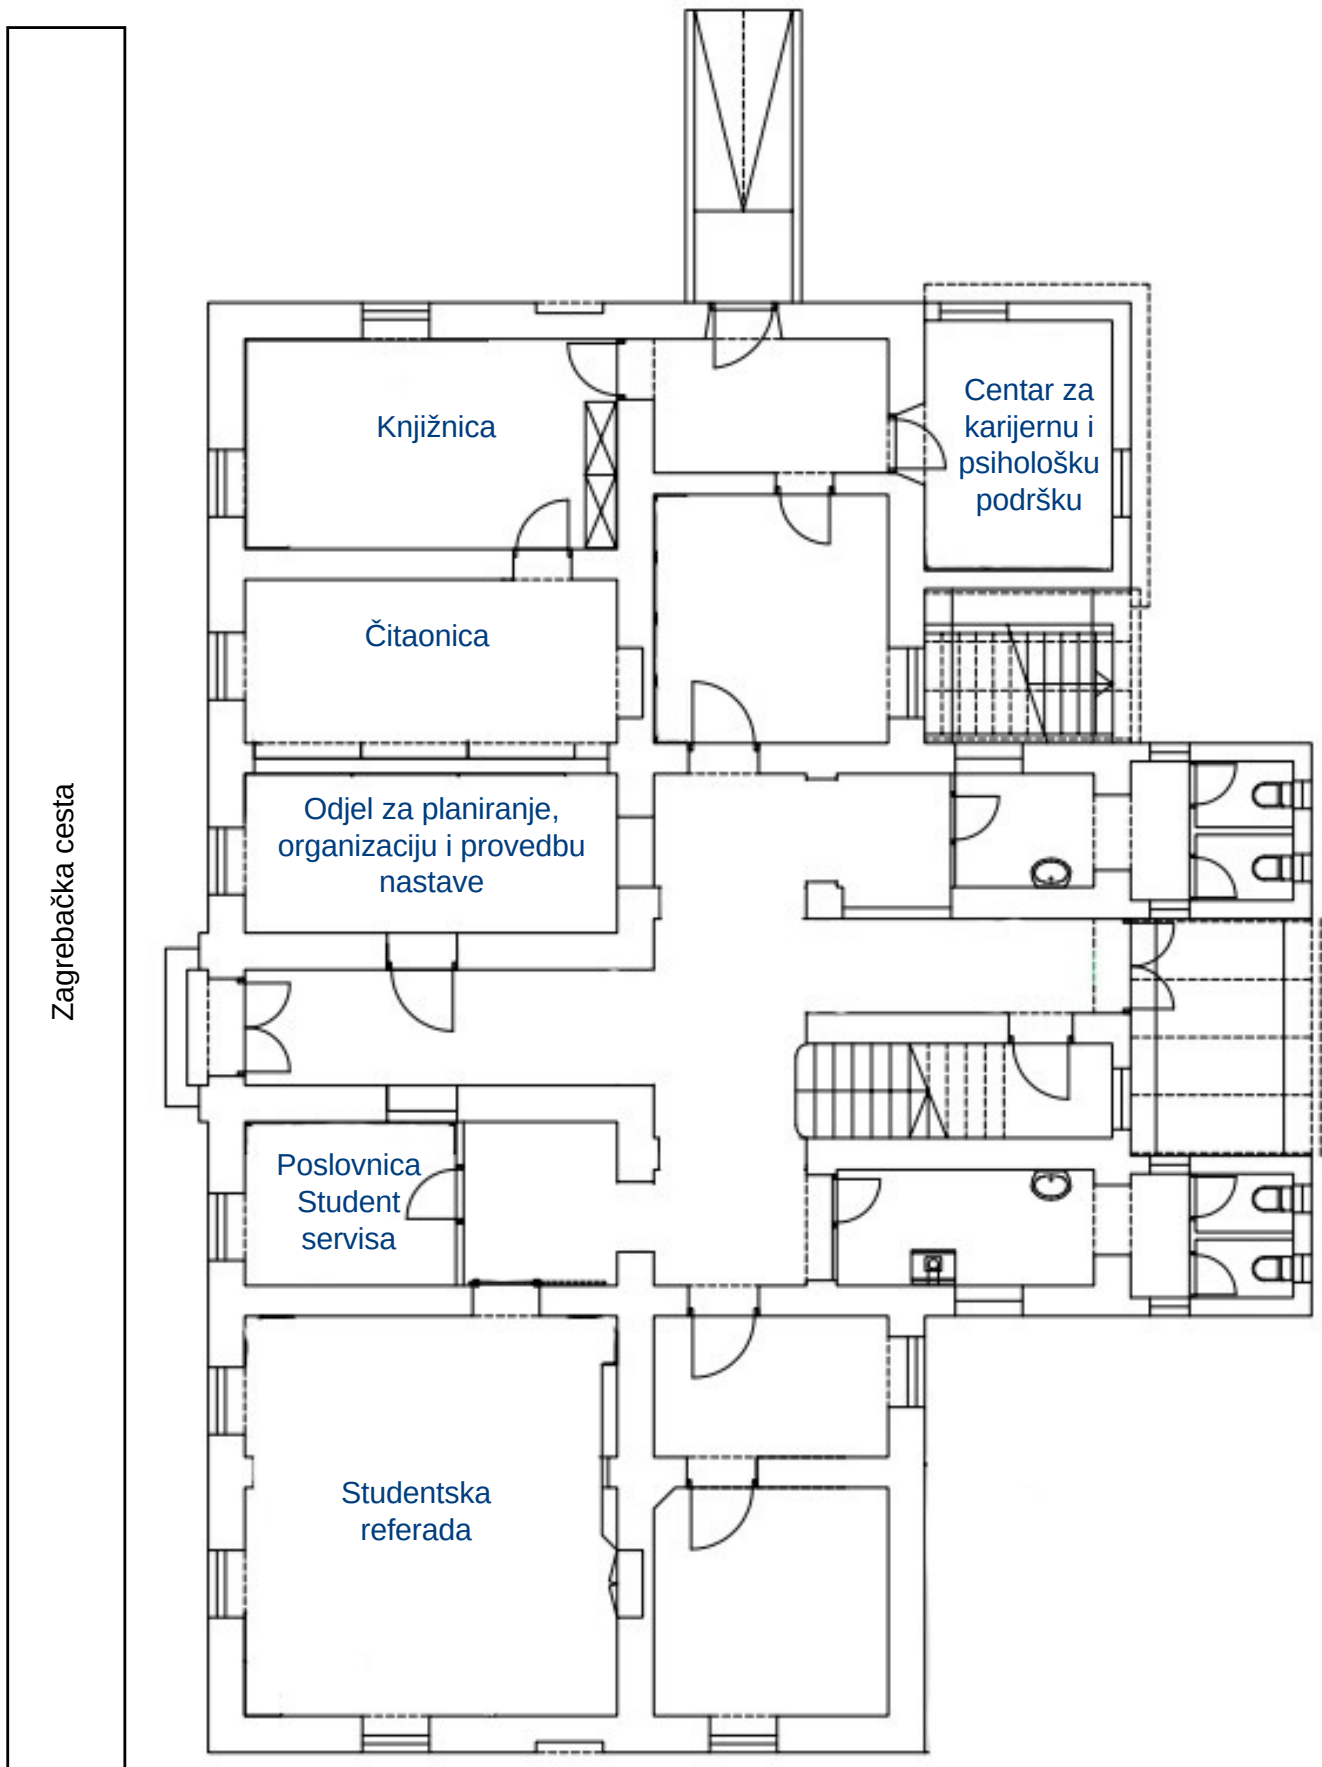 Zagrebačka cesta
Knjižnica
Centar za
karijernu i
psihološku
podršku
Čitaonica
Odjel za planiranje,
organizaciju i provedbu
nastave
Poslovnica
Student
servisa
Studentska
referada